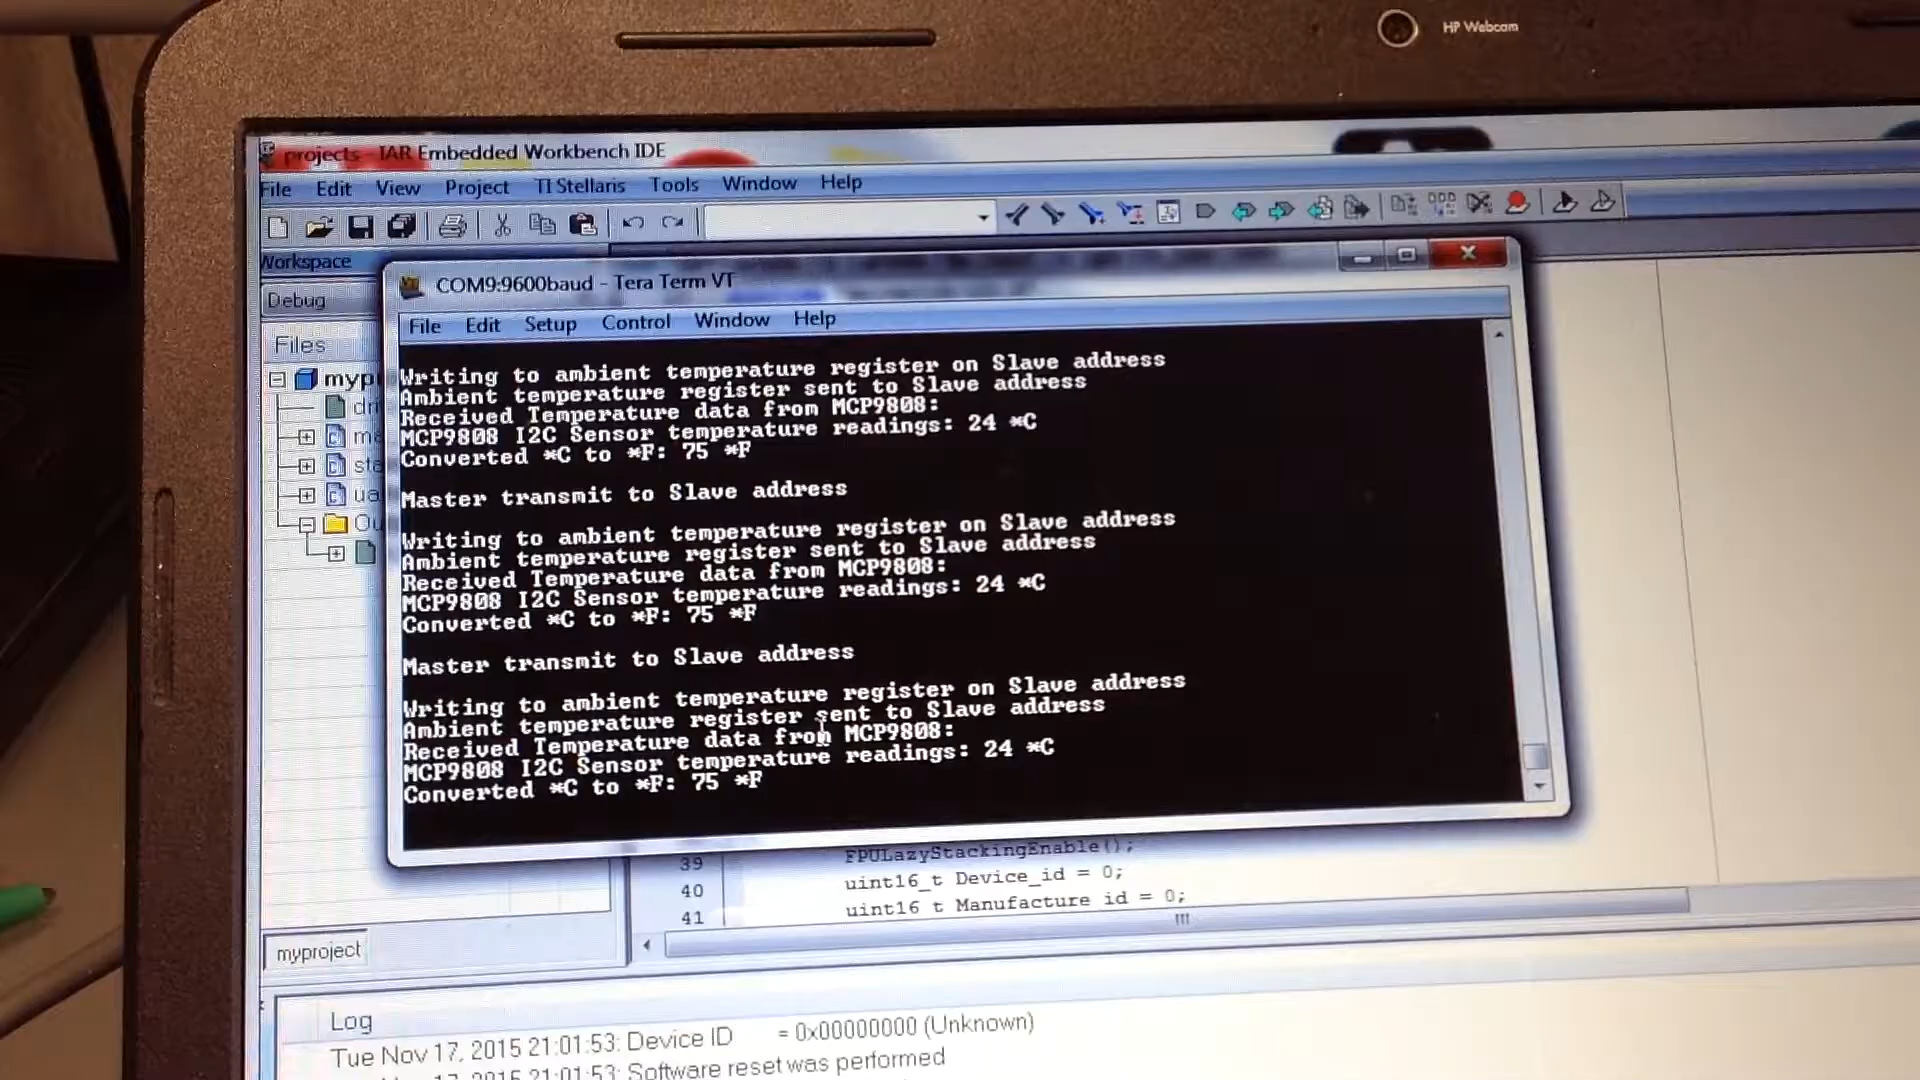 HP Webcam
projects - IAR Embedded Workbench IDE
File Edit View Project TI Stellaris Tools Window Help
Workspace
Debug
Files
myp
COM9:9600baud - Tera Term VT
File Edit Setup Control Window Help
Writing to ambient temperature register on Slave address
Ambient temperature register sent to Slave address
Received Temperature data from MCP9808:
MCP9808 I2C Sensor temperature readings: 24 *C
Converted *C to *F: 75 *F
Master transmit to Slave address
Writing to ambient temperature register on Slave address
Ambient temperature register sent to Slave address
Received Temperature data from MCP9808:
MCP9808 I2C Sensor temperature readings: 24 *C
Converted *C to *F: 75 *F
Master transmit to Slave address
Writing to ambient temperature register on Slave address
Ambient temperature register sent to Slave address
Received Temperature data from MCP9808:
MCP9808 I2C Sensor temperature readings: 24 *C
Converted *C to *F: 75 *F
39 FPULazyStackingEnable();
40 uint16_t Device_id = 0;
41 uint16_t Manufacture_id = 0;
myproject
Log
Tue Nov 17, 2015 21:01:53: Device ID = 0x00000000 (Unknown)
Nov 17, 2015 21:01:53: Software reset was performed